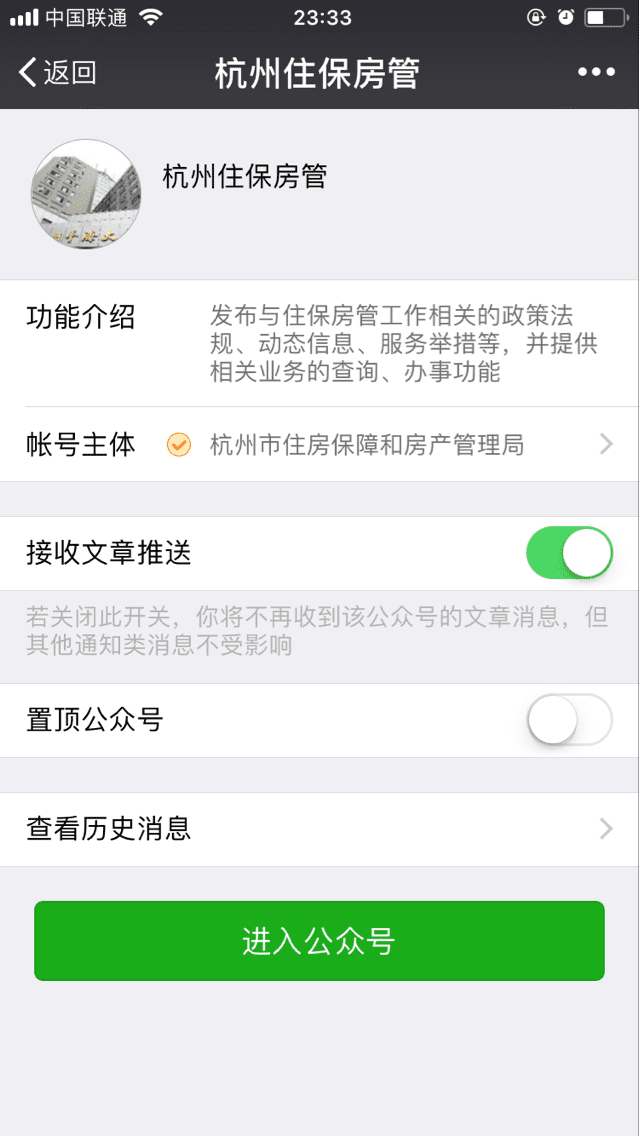 中国联通
23:33
返回
杭州住保房管
杭州住保房管
功能介绍
发布与住保房管工作相关的政策法
规、动态信息、服务举措等，并提供
相关业务的查询、办事功能
帐号主体
杭州市住房保障和房产管理局
接收文章推送
若关闭此开关，你将不再收到该公众号的文章消息，但
其他通知类消息不受影响
置顶公众号
查看历史消息
进入公众号